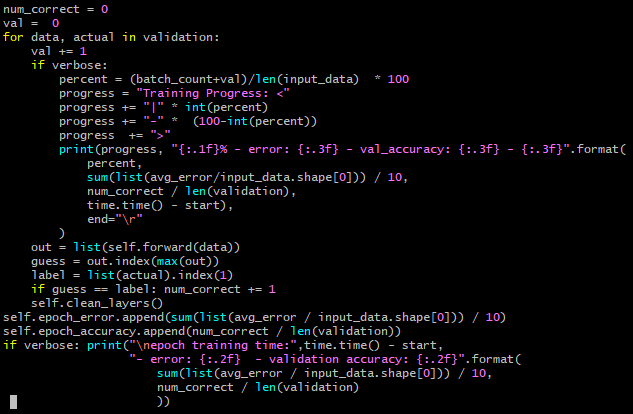 num_correct = 0
val =  0
for data, actual in validation:
    val += 1
    if verbose:
        percent = (batch_count+val)/len(input_data)  * 100
        progress = "Training Progress: <"
        progress += "|" * int(percent)
        progress += "-" *  (100-int(percent))
        progress  += ">"
        print(progress, "{:.1f}% - error: {:.3f} - val_accuracy: {:.3f} - {:.3f}".format(
            percent,
            sum(list(avg_error/input_data.shape[0])) / 10,
            num_correct / len(validation),
            time.time() - start),
            end="\r"
        )
    out = list(self.forward(data))
    guess = out.index(max(out))
    label = list(actual).index(1)
    if guess == label: num_correct += 1
    self.clean_layers()
self.epoch_error.append(sum(list(avg_error / input_data.shape[0])) / 10)
self.epoch_accuracy.append(num_correct / len(validation))
if verbose: print("\nepoch training time:",time.time() - start,
                  "- error: {:.2f}  - validation accuracy: {:.2f}".format(
                      sum(list(avg_error / input_data.shape[0])) / 10,
                      num_correct / len(validation)
                      ))